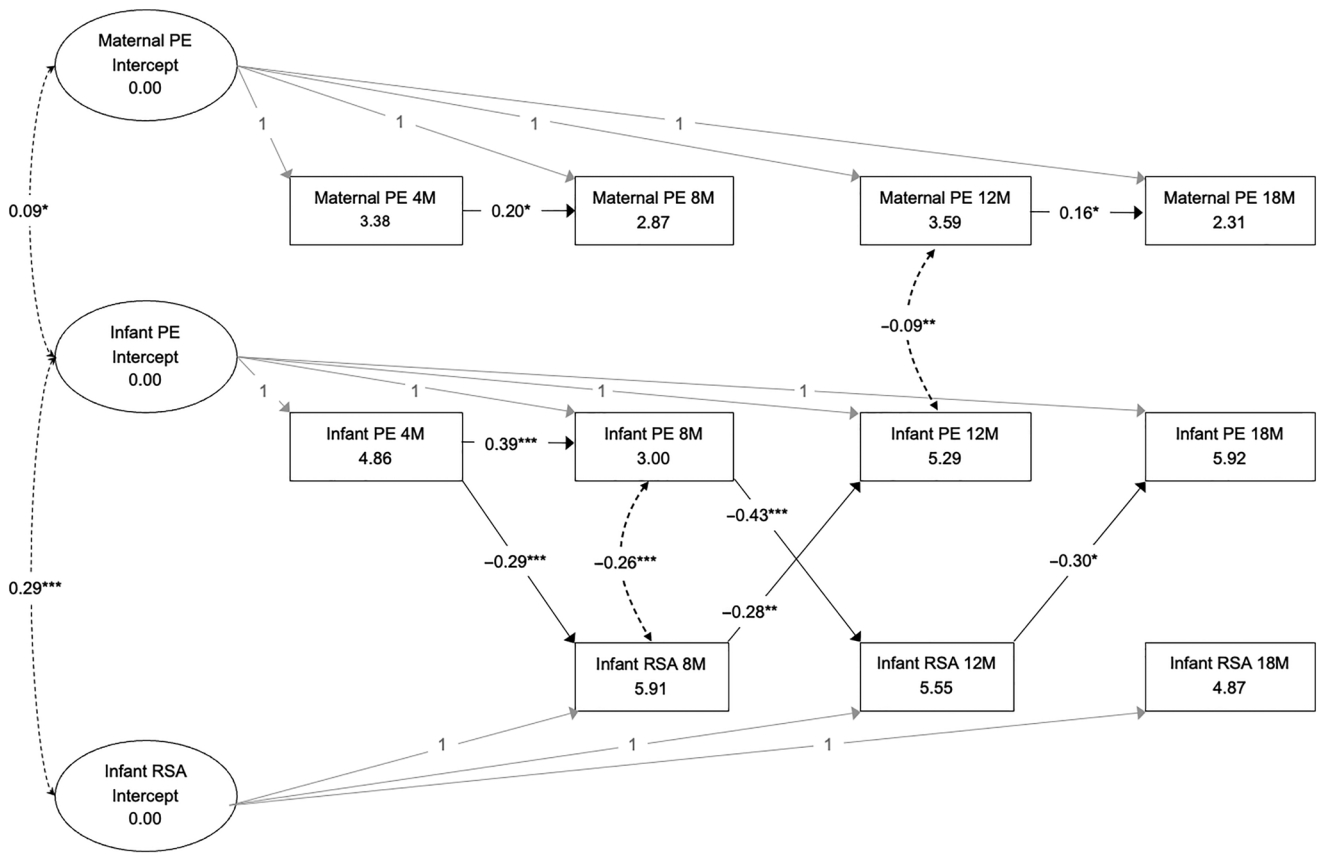 Maternal PE
Intercept
0.00
1
1
1
1
Maternal PE 4M
3.38
0.20*
Maternal PE 8M
2.87
Maternal PE 12M
3.59
0.16*
Maternal PE 18M
2.31
0.09*
−0.09**
Infant PE
Intercept
0.00
1
1
1
1
Infant PE 4M
4.86
0.39***
Infant PE 8M
3.00
Infant PE 12M
5.29
Infant PE 18M
5.92
−0.43***
−0.29***
−0.26***
−0.30*
0.29***
−0.28**
Infant RSA 8M
5.91
Infant RSA 12M
5.55
Infant RSA 18M
4.87
1
1
1
Infant RSA
Intercept
0.00